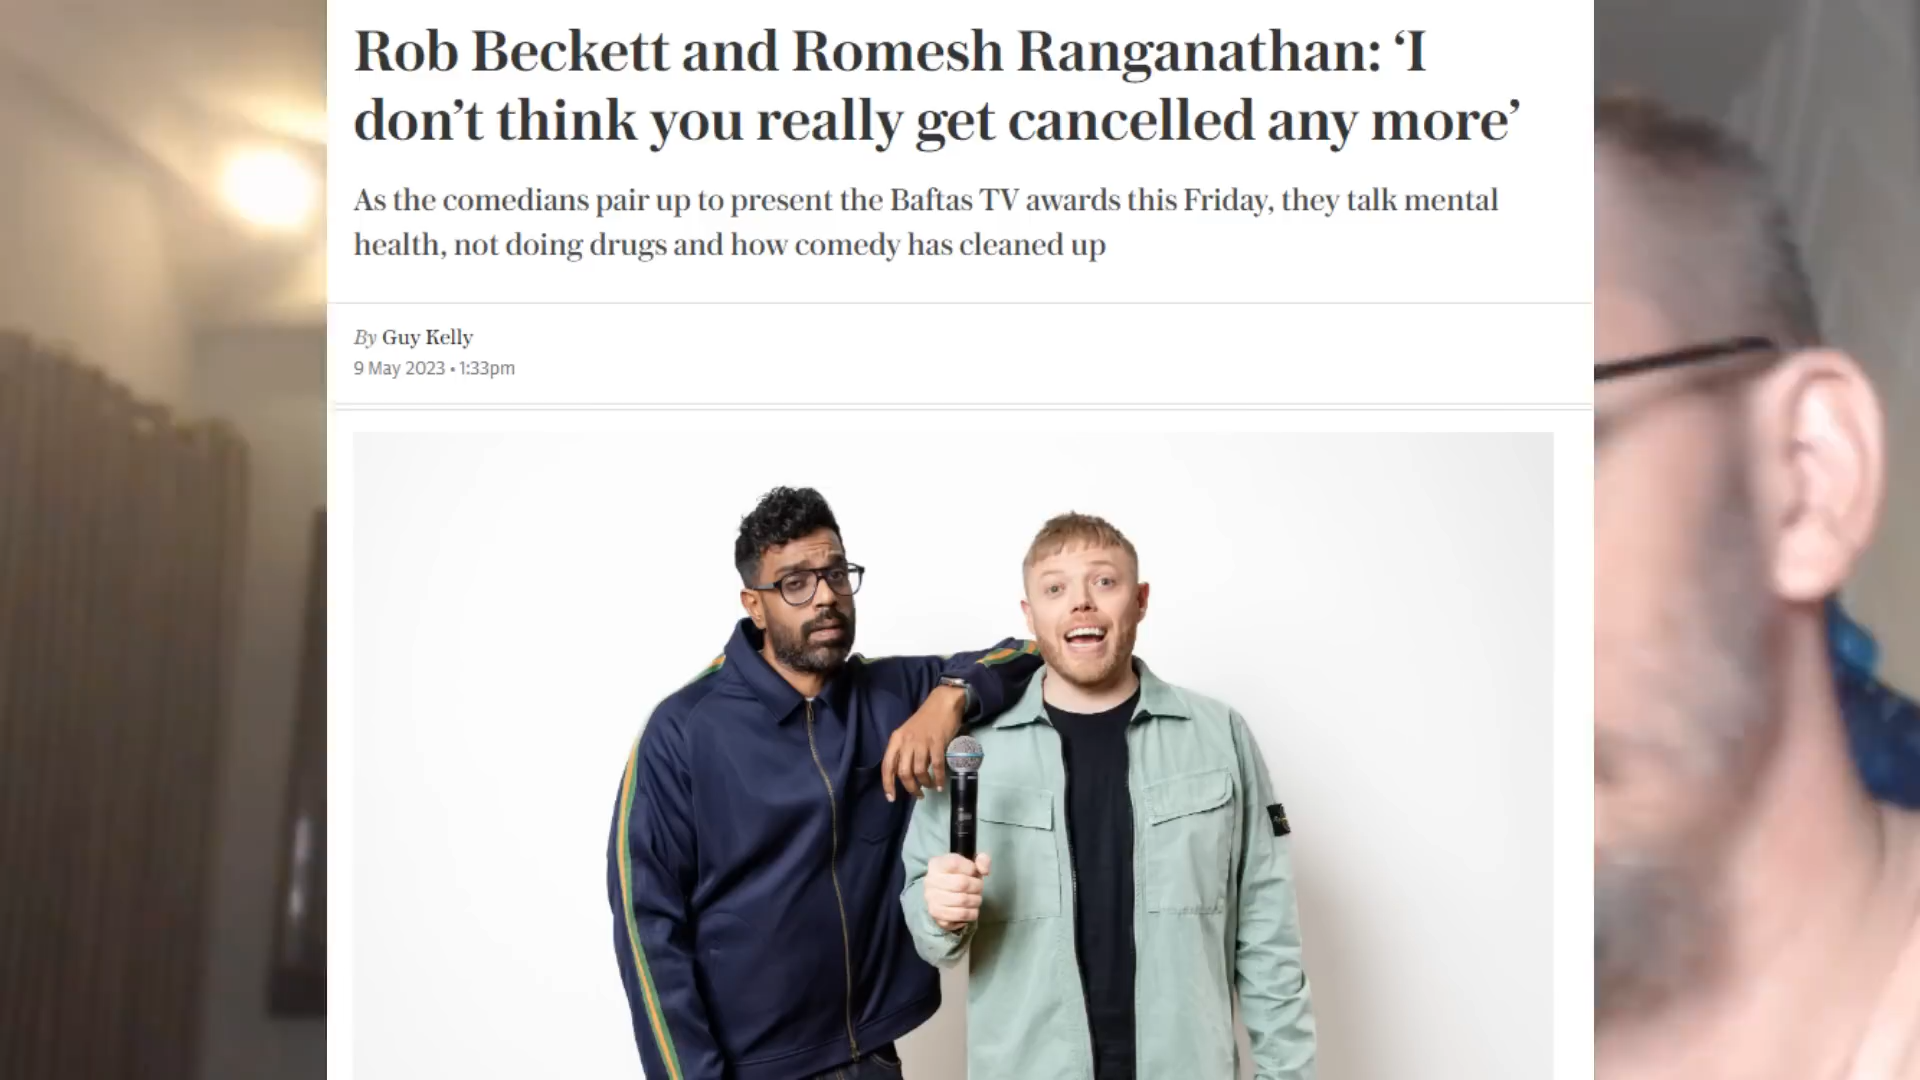 Rob Beckett and Romesh Ranganathan: ‘I
don’t think you really get cancelled any more’
As the comedians pair up to present the Baftas TV awards this Friday, they talk mental
health, not doing drugs and how comedy has cleaned up
By Guy Kelly
9 May 2023 • 1:33pm